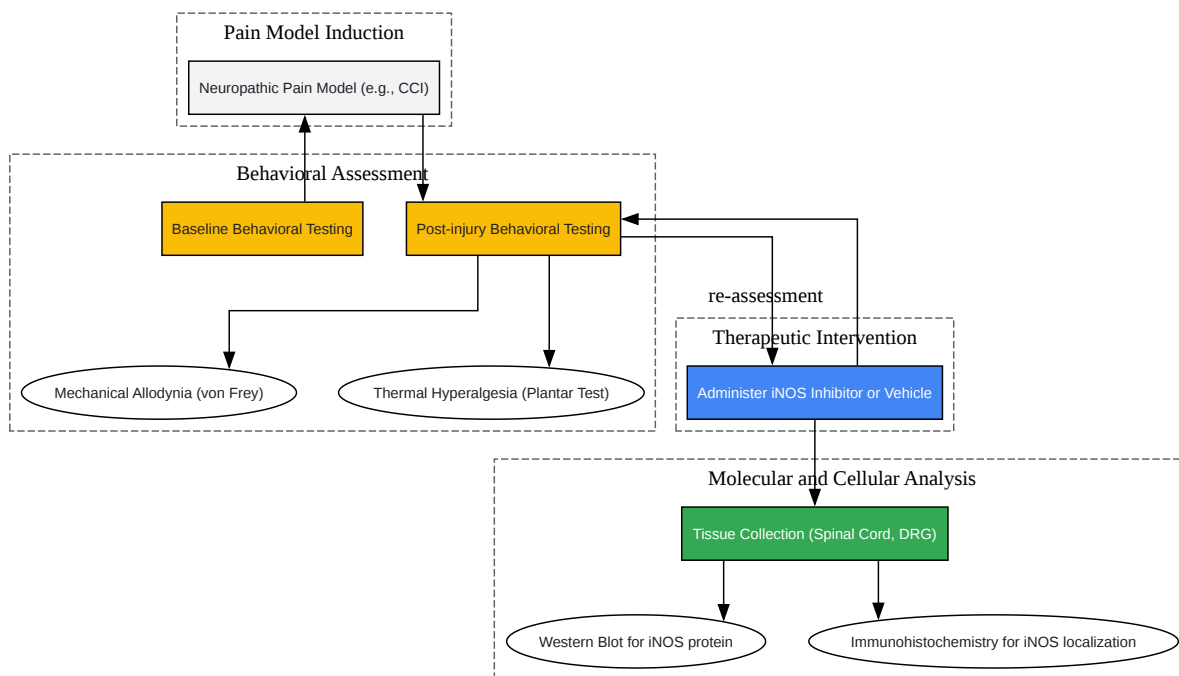 Pain Model Induction
Neuropathic Pain Model (e.g., CCI)
Behavioral Assessment
Baseline Behavioral Testing
Post-injury Behavioral Testing
re-assessment
Mechanical Allodynia (von Frey)
Thermal Hyperalgesia (Plantar Test)
Therapeutic Intervention
Administer iNOS Inhibitor or Vehicle
Molecular and Cellular Analysis
Tissue Collection (Spinal Cord, DRG)
Western Blot for iNOS protein
Immunohistochemistry for iNOS localization